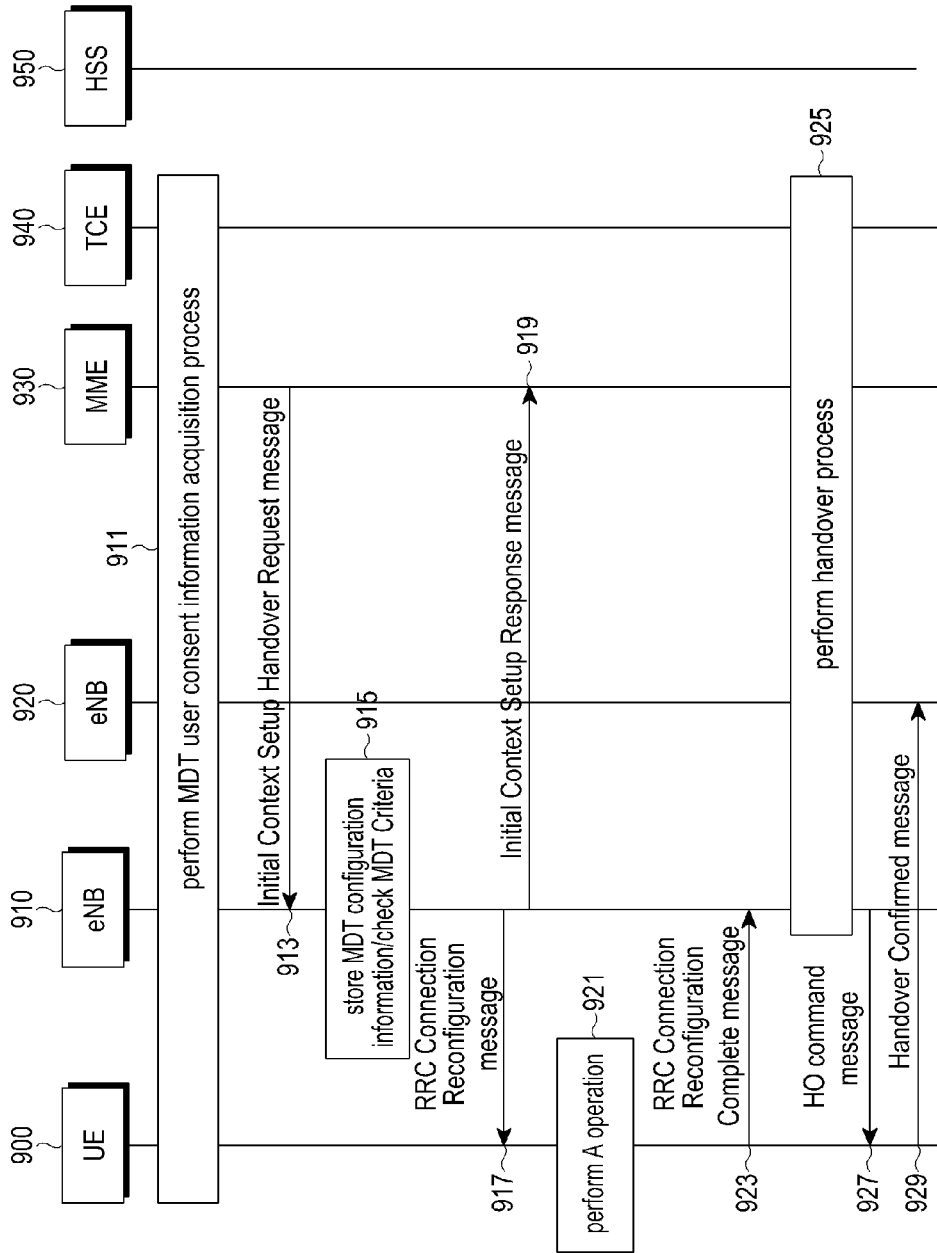 900
UE
910
eNB
920
eNB
930
MME
940
TCE
950
HSS
911
perform MDT user consent information acquisition process
Initial Context Setup Handover Request message
913
915
store MDT configuration
information/check MDT Criteria
RRC Connection
Reconfiguration
message
917
Initial Context Setup Response message
919
921
perform A operation
RRC Connection
Reconfiguration
Complete message
923
925
perform handover process
HO command
message
927
Handover Confirmed message
929